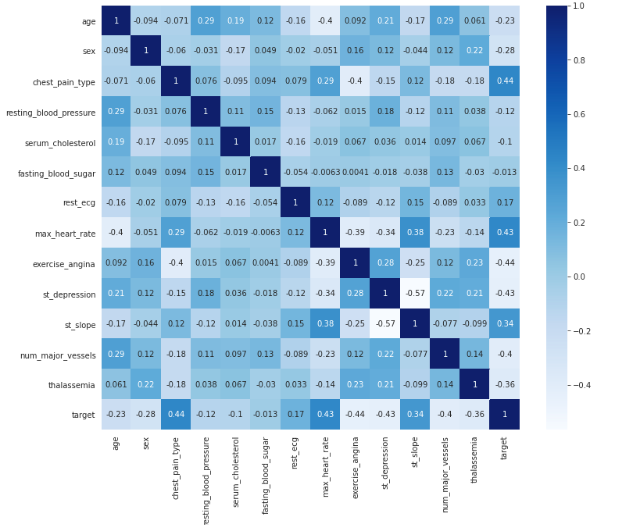 age 1 -0.094 -0.071 0.29 0.19 0.12 -0.16 -0.4 0.092 0.21 -0.17 0.29 0.061 -0.23
sex -0.094 1 -0.06 -0.031 -0.17 0.049 -0.02 -0.051 0.16 0.12 -0.044 0.12 0.22 -0.28
chest_pain_type -0.071 -0.06 1 0.076 -0.095 0.094 0.079 0.29 -0.4 -0.15 0.12 -0.18 -0.18 0.44
resting_blood_pressure 0.29 -0.031 0.076 1 0.11 0.15 -0.13 -0.062 0.015 0.18 -0.12 0.11 0.038 -0.12
serum_cholesterol 0.19 -0.17 -0.095 0.11 1 0.017 -0.16 -0.019 0.067 0.036 0.014 0.097 0.067 -0.1
fasting_blood_sugar 0.12 0.049 0.094 0.15 0.017 1 -0.054 -0.0063 0.0041 -0.018 -0.038 0.13 -0.03 -0.013
rest_ecg -0.16 -0.02 0.079 -0.13 -0.16 -0.054 1 0.12 -0.089 -0.12 0.15 -0.089 0.033 0.17
max_heart_rate -0.4 -0.051 0.29 -0.062 -0.019 -0.0063 0.12 1 -0.39 -0.34 0.38 -0.23 -0.14 0.43
exercise_angina 0.092 0.16 -0.4 0.015 0.067 0.0041 -0.089 -0.39 1 0.28 -0.25 0.12 0.23 -0.44
st_depression 0.21 0.12 -0.15 0.18 0.036 -0.018 -0.12 -0.34 0.28 1 -0.57 0.22 0.21 -0.43
st_slope -0.17 -0.044 0.12 -0.12 0.014 -0.038 0.15 0.38 -0.25 -0.57 1 -0.077 -0.099 0.34
num_major_vessels 0.29 0.12 -0.18 0.11 0.097 0.13 -0.089 -0.23 0.12 0.22 -0.077 1 0.14 -0.4
thalassemia 0.061 0.22 -0.18 0.038 0.067 -0.03 0.033 -0.14 0.23 0.21 -0.099 0.14 1 -0.36
target -0.23 -0.28 0.44 -0.12 -0.1 -0.013 0.17 0.43 -0.44 -0.43 0.34 -0.4 -0.36 1
age
sex
chest_pain_type
resting_blood_pressure
serum_cholesterol
fasting_blood_sugar
rest_ecg
max_heart_rate
exercise_angina
st_depression
st_slope
num_major_vessels
thalassemia
target
1.0
0.8
0.6
0.4
0.2
0.0
−0.2
−0.4